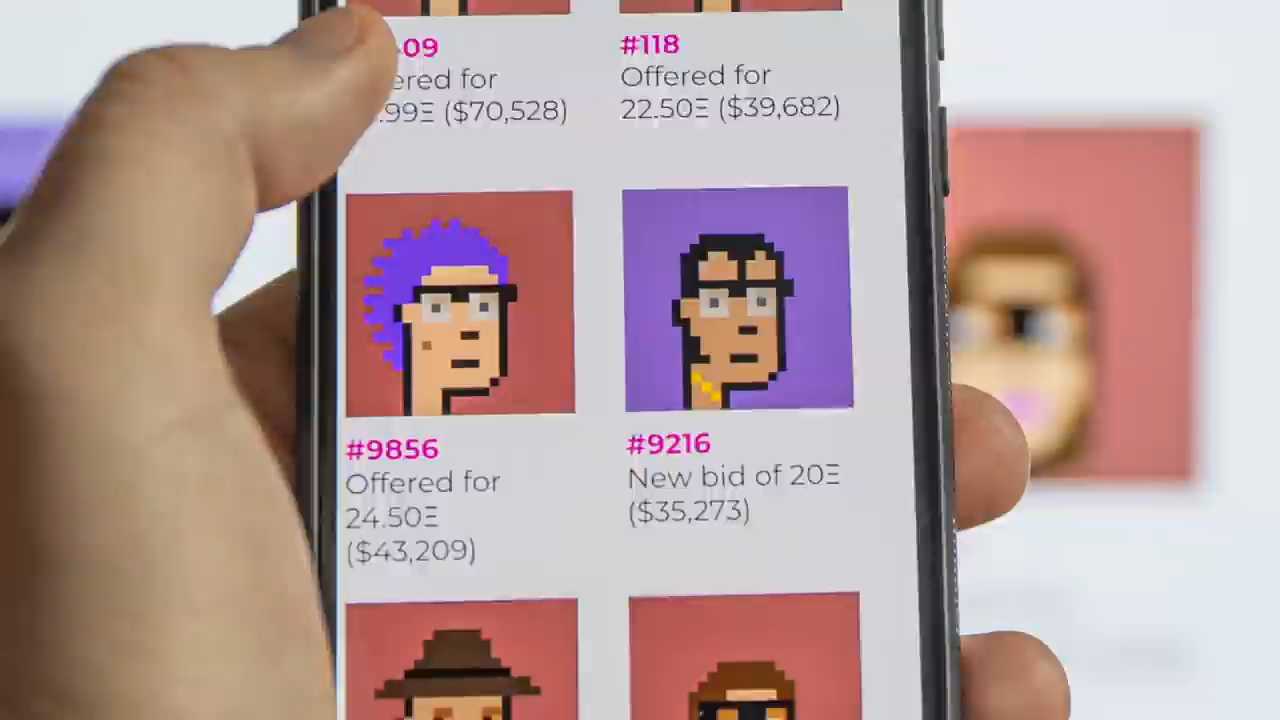 09
#118
ered for
Offered for
.99Ξ ($70,528)
22.50Ξ ($39,682)
#9856
Offered for
24.50Ξ
($43,209)
#9216
New bid of 20Ξ
($35,273)